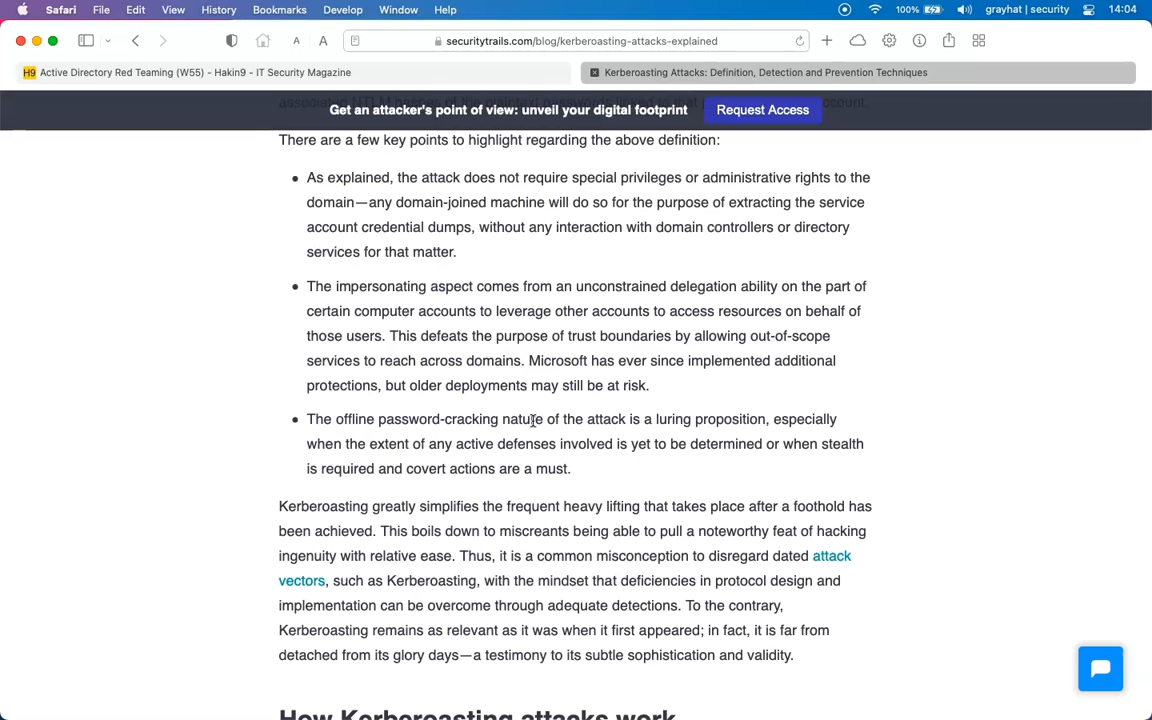 Safari File Edit View History Bookmarks Develop Window Help 100% grayhat | security 14:04
A A securitytrails.com/blog/kerberoasting-attacks-explained
H9 Active Directory Red Teaming (W55) - Hakin9 - IT Security Magazine Kerberoasting Attacks: Definition, Detection and Prevention Techniques
Get an attacker's point of view: unveil your digital footprint Request Access
There are a few key points to highlight regarding the above definition:
• As explained, the attack does not require special privileges or administrative rights to the
domain—any domain-joined machine will do so for the purpose of extracting the service
account credential dumps, without any interaction with domain controllers or directory
services for that matter.
• The impersonating aspect comes from an unconstrained delegation ability on the part of
certain computer accounts to leverage other accounts to access resources on behalf of
those users. This defeats the purpose of trust boundaries by allowing out-of-scope
services to reach across domains. Microsoft has ever since implemented additional
protections, but older deployments may still be at risk.
• The offline password-cracking nature of the attack is a luring proposition, especially
when the extent of any active defenses involved is yet to be determined or when stealth
is required and covert actions are a must.
Kerberoasting greatly simplifies the frequent heavy lifting that takes place after a foothold has
been achieved. This boils down to miscreants being able to pull a noteworthy feat of hacking
ingenuity with relative ease. Thus, it is a common misconception to disregard dated attack
vectors, such as Kerberoasting, with the mindset that deficiencies in protocol design and
implementation can be overcome through adequate detections. To the contrary,
Kerberoasting remains as relevant as it was when it first appeared; in fact, it is far from
detached from its glory days—a testimony to its subtle sophistication and validity.
How Kerberoasting attacks work